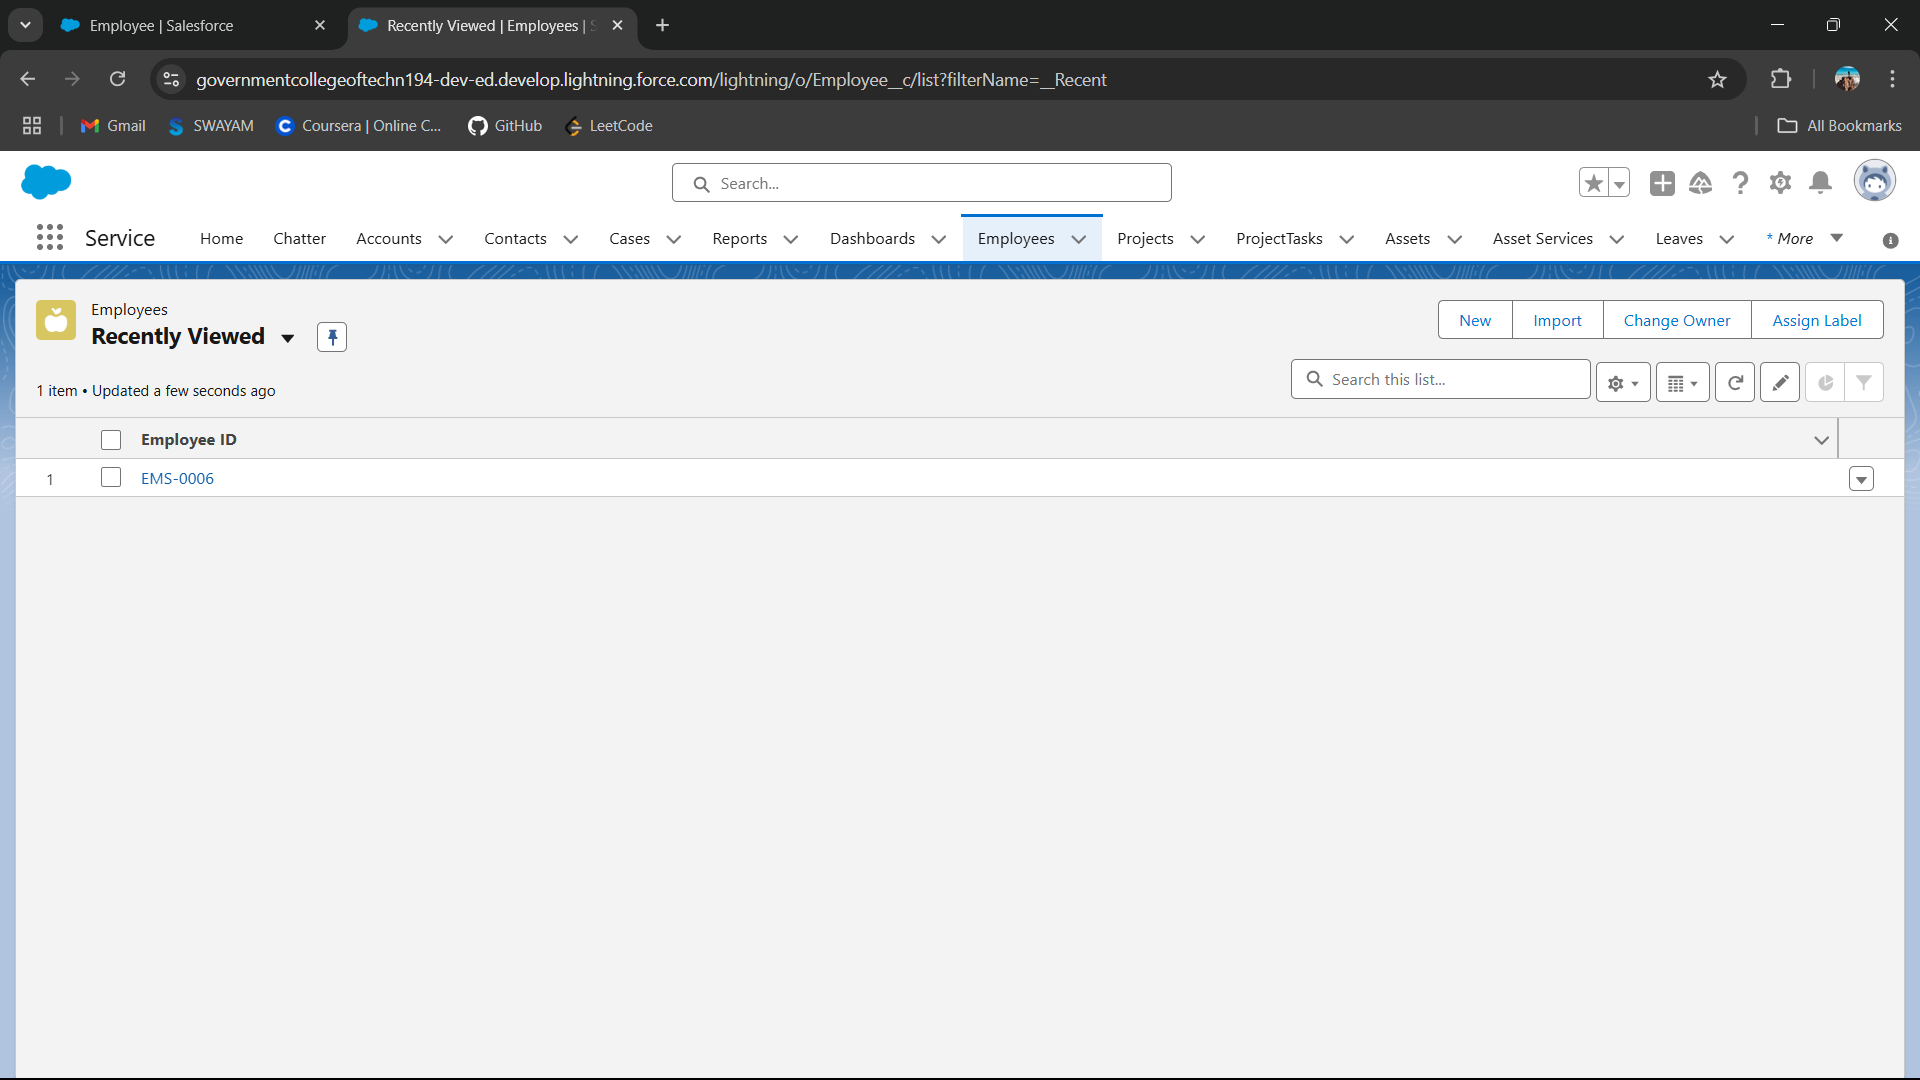 Employee | Salesforce
Recently Viewed | Employees |
governmentcollegeoftechn194-dev-ed.develop.lightning.force.com/lightning/o/Employee__c/list?filterName=__Recent
Gmail
SWAYAM
Coursera | Online C...
GitHub
LeetCode
All Bookmarks
Search...
Service
Home
Chatter
Accounts
Contacts
Cases
Reports
Dashboards
Employees
Projects
ProjectTasks
Assets
Asset Services
Leaves
* More
Employees
Recently Viewed
New
Import
Change Owner
Assign Label
1 item • Updated a few seconds ago
Search this list...
Employee ID
1
EMS-0006